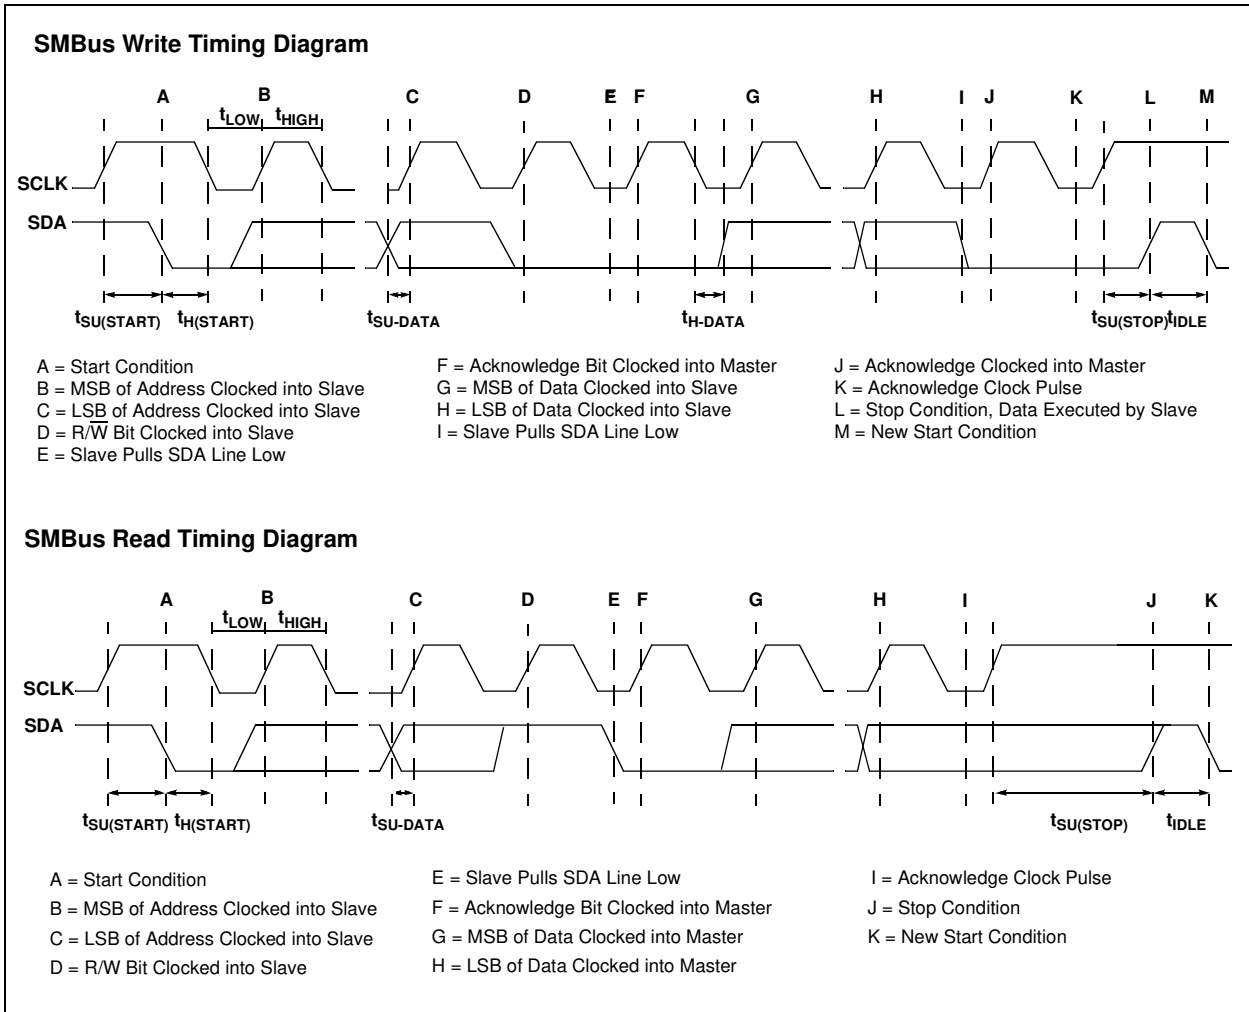 SMBus Write Timing Diagram
A B C D E F G H I J K L M
tLOW tHIGH
SCLK
SDA
tSU(START) tH(START) tSU-DATA tH-DATA tSU(STOP) tIDLE
A = Start Condition
B = MSB of Address Clocked into Slave
C = LSB of Address Clocked into Slave
D = R/W̅ Bit Clocked into Slave
E = Slave Pulls SDA Line Low
F = Acknowledge Bit Clocked into Master
G = MSB of Data Clocked into Slave
H = LSB of Data Clocked into Slave
I = Slave Pulls SDA Line Low
J = Acknowledge Clocked into Master
K = Acknowledge Clock Pulse
L = Stop Condition, Data Executed by Slave
M = New Start Condition
SMBus Read Timing Diagram
A B C D E F G H I J K
tLOW tHIGH
SCLK
SDA
tSU(START) tH(START) tSU-DATA tSU(STOP) tIDLE
A = Start Condition
B = MSB of Address Clocked into Slave
C = LSB of Address Clocked into Slave
D = R/W Bit Clocked into Slave
E = Slave Pulls SDA Line Low
F = Acknowledge Bit Clocked into Master
G = MSB of Data Clocked into Master
H = LSB of Data Clocked into Master
I = Acknowledge Clock Pulse
J = Stop Condition
K = New Start Condition